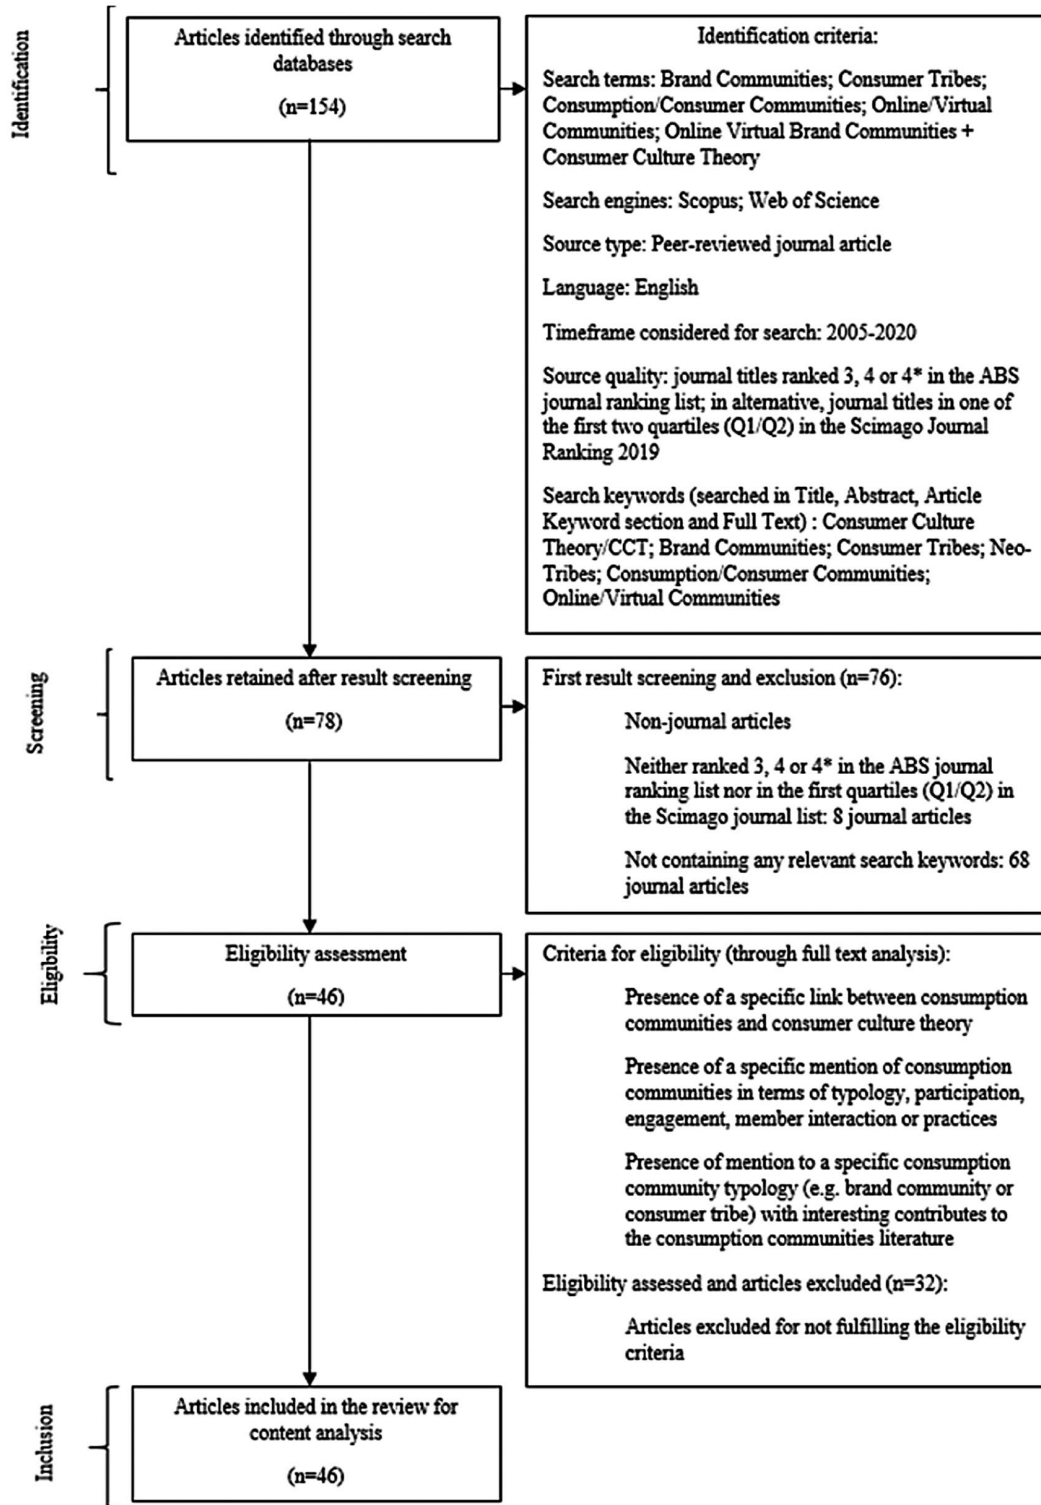 Identification
Articles identified through search
databases
(n=154)
Identification criteria:
Search terms: Brand Communities; Consumer Tribes;
Consumption/Consumer Communities; Online/Virtual
Communities; Online Virtual Brand Communities +
Consumer Culture Theory
Search engines: Scopus; Web of Science
Source type: Peer-reviewed journal article
Language: English
Timeframe considered for search: 2005-2020
Source quality: journal titles ranked 3, 4 or 4* in the ABS
journal ranking list; in alternative, journal titles in one of
the first two quartiles (Q1/Q2) in the Scimago Journal
Ranking 2019
Search keywords (searched in Title, Abstract, Article
Keyword section and Full Text) : Consumer Culture
Theory/CCT; Brand Communities; Consumer Tribes; Neo-
Tribes; Consumption/Consumer Communities;
Online/Virtual Communities
Screening
Articles retained after result screening
(n=78)
First result screening and exclusion (n=76):
Non-journal articles
Neither ranked 3, 4 or 4* in the ABS journal
ranking list nor in the first quartiles (Q1/Q2) in
the Scimago journal list: 8 journal articles
Not containing any relevant search keywords: 68
journal articles
Eligibility
Eligibility assessment
(n=46)
Criteria for eligibility (through full text analysis):
Presence of a specific link between consumption
communities and consumer culture theory
Presence of a specific mention of consumption
communities in terms of typology, participation,
engagement, member interaction or practices
Presence of mention to a specific consumption
community typology (e.g. brand community or
consumer tribe) with interesting contributes to
the consumption communities literature
Eligibility assessed and articles excluded (n=32):
Articles excluded for not fulfilling the eligibility
criteria
Inclusion
Articles included in the review for
content analysis
(n=46)